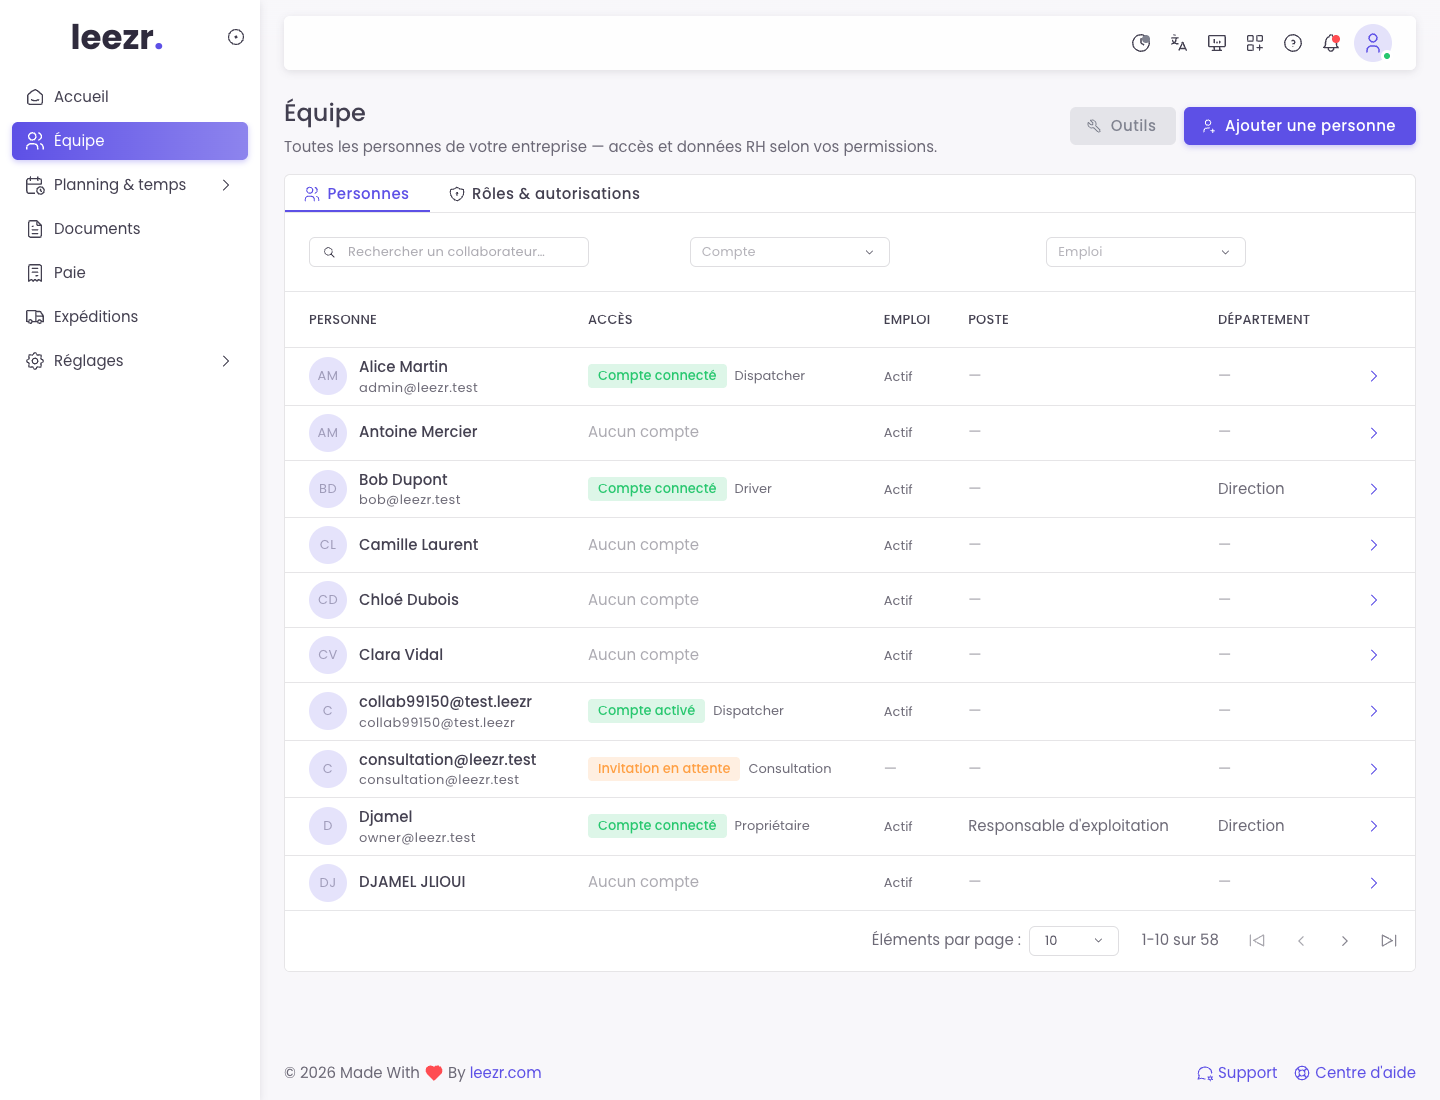 leezr.
Accueil
Équipe
Planning & temps
Documents
Paie
Expéditions
Réglages
Équipe
Toutes les personnes de votre entreprise — accès et données RH selon vos permissions.
Outils
Ajouter une personne
Personnes
Rôles & autorisations
Rechercher un collaborateur...
Compte
Emploi
PERSONNE ACCÈS EMPLOI POSTE DÉPARTEMENT
AM Alice Martin Compte connecté Dispatcher Actif — —
admin@leezr.test
AM Antoine Mercier Aucun compte Actif — —
BD Bob Dupont Compte connecté Driver Actif — Direction
bob@leezr.test
CL Camille Laurent Aucun compte Actif — —
CD Chloé Dubois Aucun compte Actif — —
CV Clara Vidal Aucun compte Actif — —
C collab99150@test.leezr Compte activé Dispatcher Actif — —
collab99150@test.leezr
C consultation@leezr.test Invitation en attente Consultation — — —
consultation@leezr.test
D Djamel Compte connecté Propriétaire Actif Responsable d'exploitation Direction
owner@leezr.test
DJ DJAMEL JLIOUI Aucun compte Actif — —
Éléments par page : 10 1-10 sur 58
© 2026 Made With ❤ By leezr.com
Support
Centre d'aide